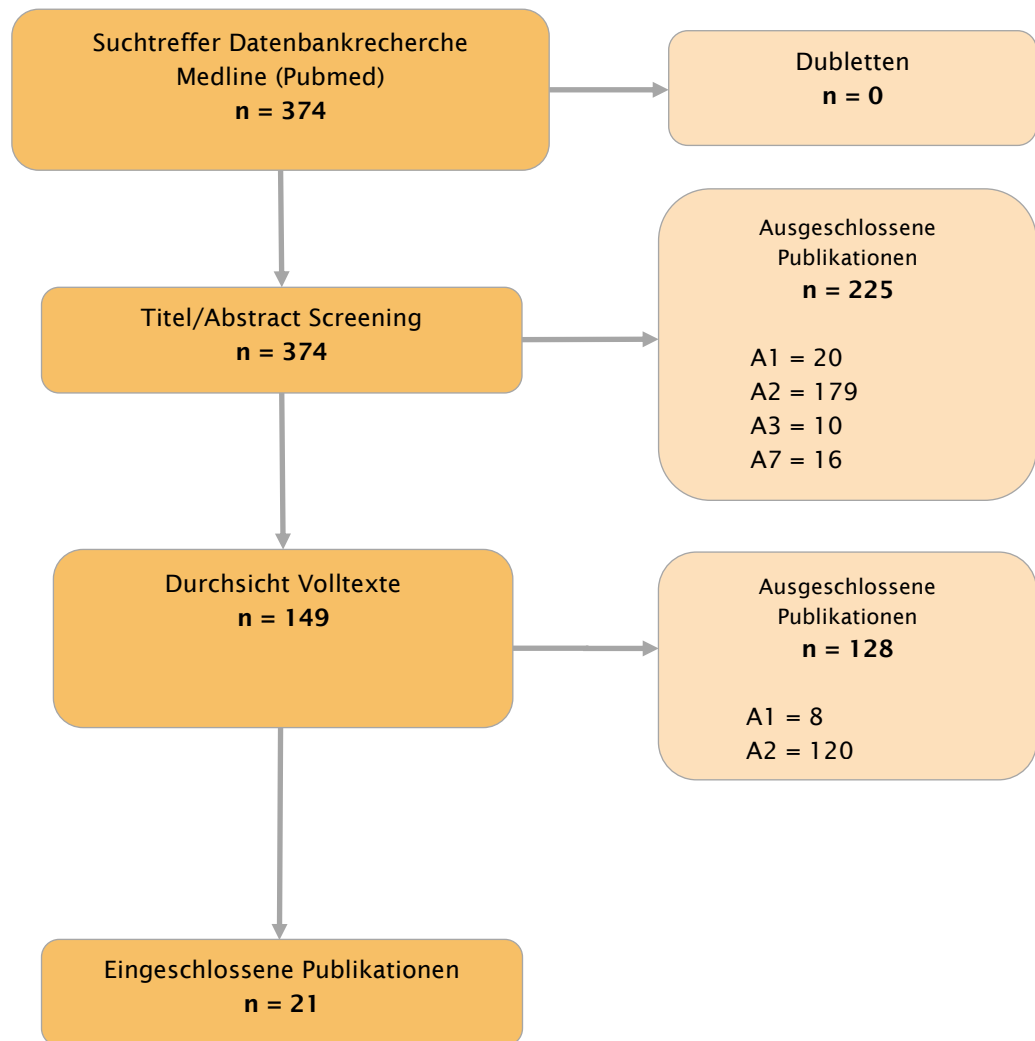 Suchtreffer Datenbankrecherche
Medline (Pubmed)
n = 374
Dubletten
n = 0
Titel/Abstract Screening
n = 374
Ausgeschlossene
Publikationen
n = 225
A1 = 20
A2 = 179
A3 = 10
A7 = 16
Durchsicht Volltexte
n = 149
Ausgeschlossene
Publikationen
n = 128
A1 = 8
A2 = 120
Eingeschlossene Publikationen
n = 21